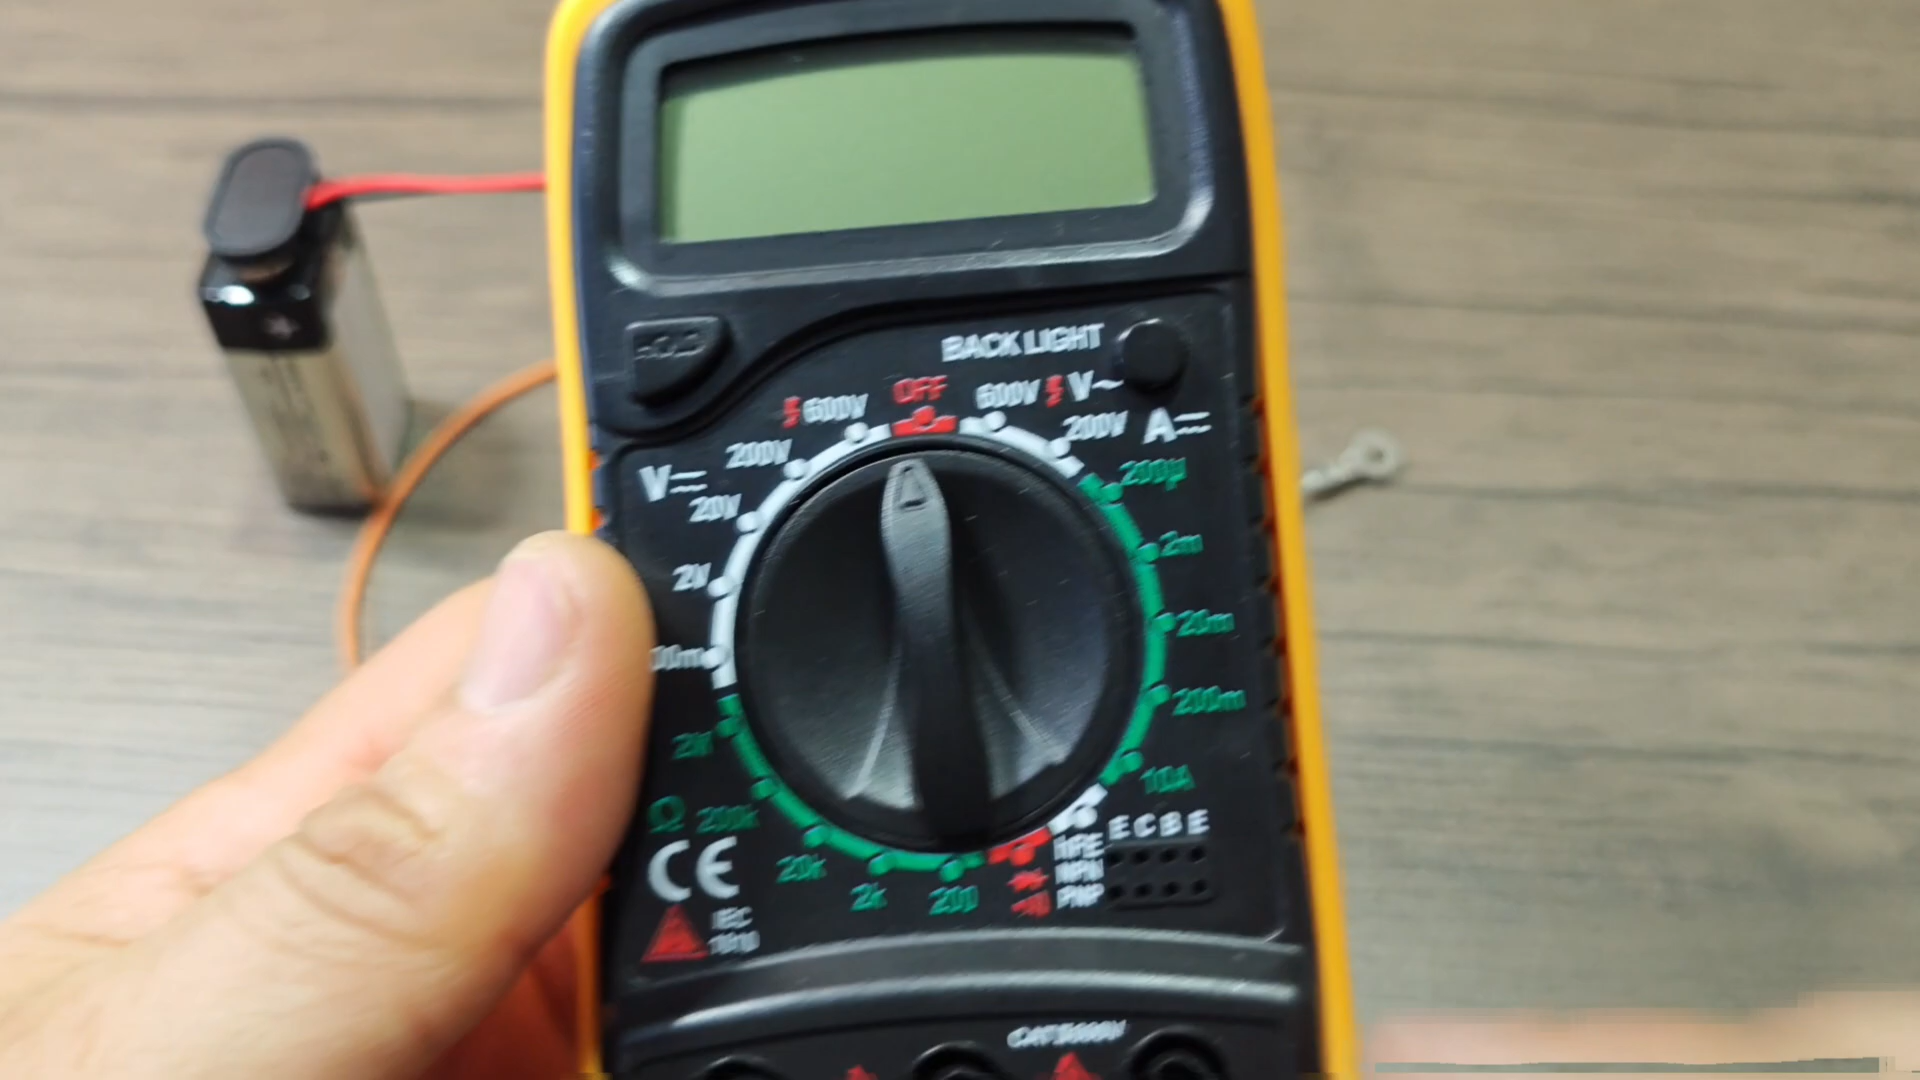 HOLD
BACK LIGHT
OFF
600V
600V V~
200V
200V A
V
200µ
20V
2m
2V
20m
200m
10A
Ω 200k
E C B E
hFE
20k
NPN
CE
2k
200
PNP
IEC